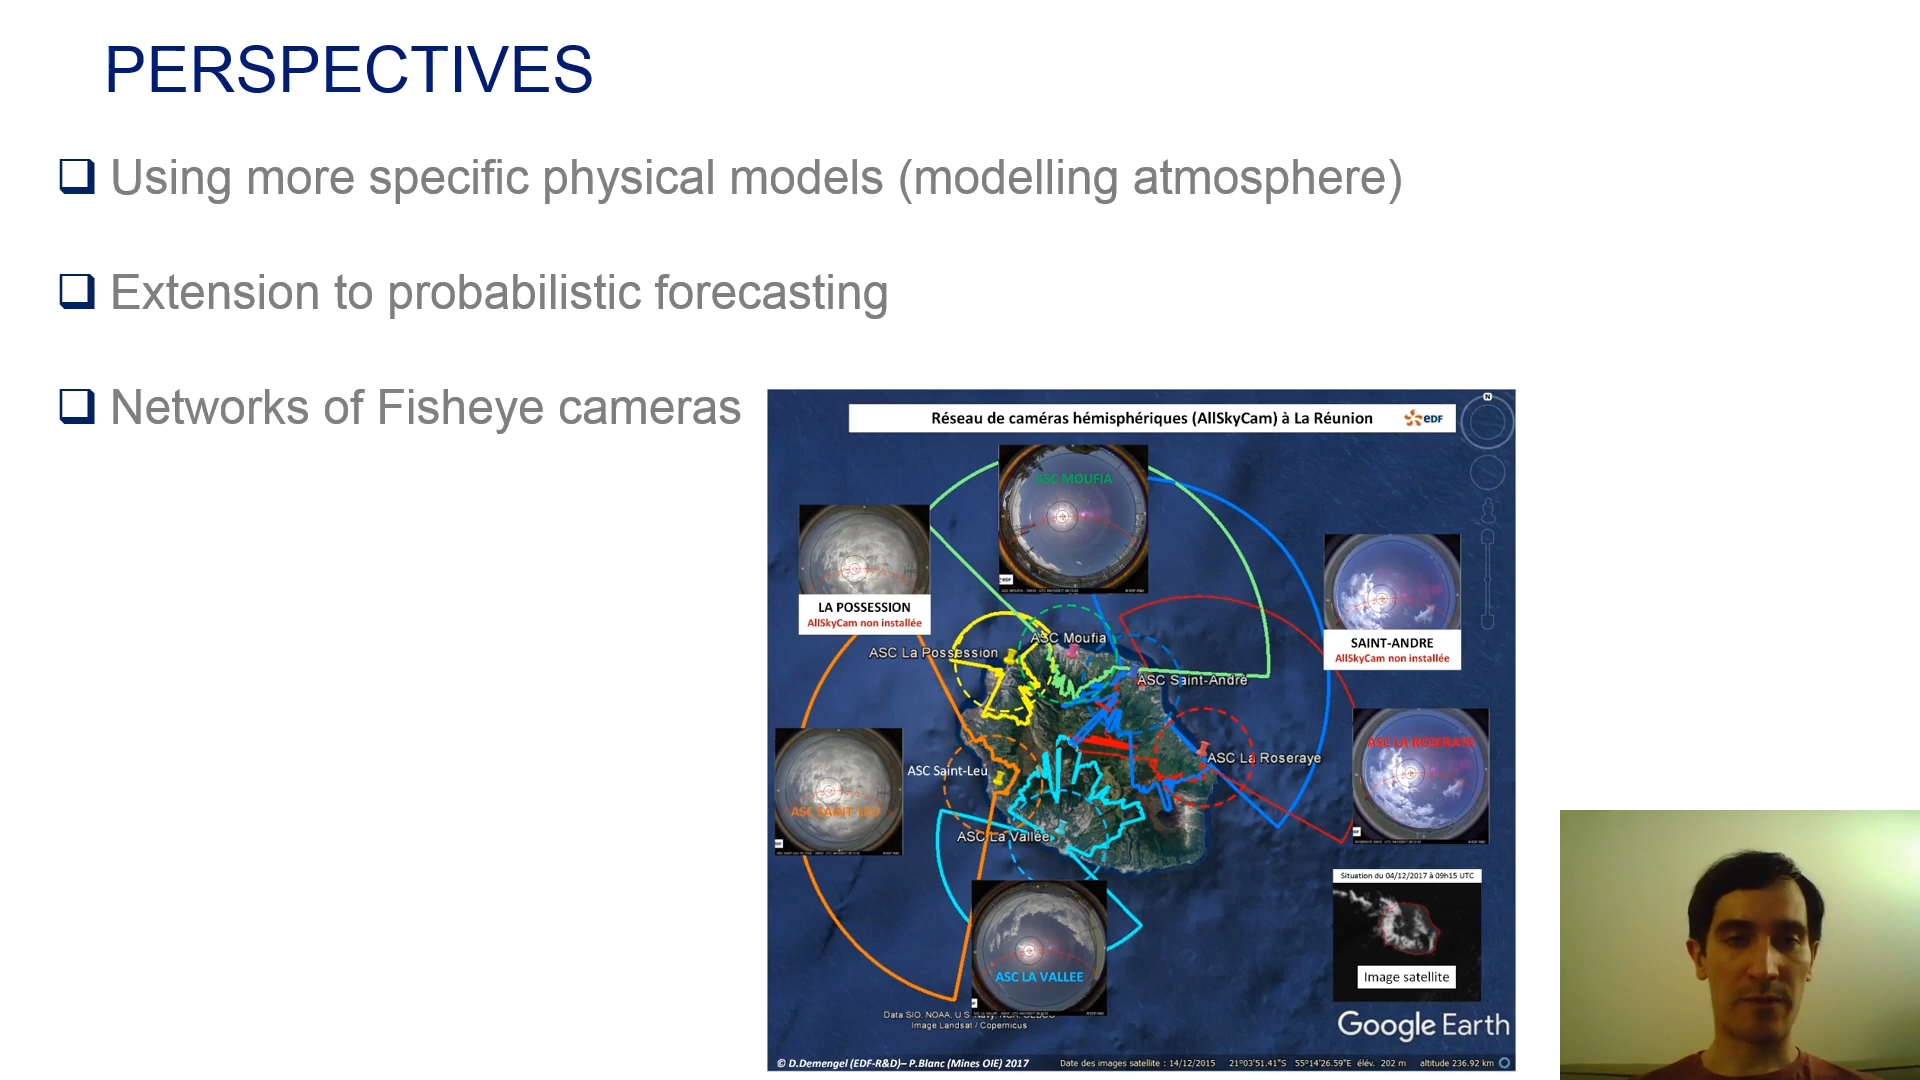 PERSPECTIVES
Using more specific physical models (modelling atmosphere)
Extension to probabilistic forecasting
Networks of Fisheye cameras
Réseau de caméras hémisphériques (AllSkyCam) à La Réunion
EDF
N
ASC MOUFIA
LA POSSESSION
AllSkyCam non installée
SAINT-ANDRE
AllSkyCam non installée
ASC Moufia
ASC La Possession
ASC Saint-André
ASC LA ROSERAYE
ASC La Roseraye
ASC Saint-Leu
ASC SAINT-LEU
ASC La Vallée
ASC LA VALLEE
Situation du 04/12/2017 à 09h15 UTC
Image satellite
Data SIO, NOAA, U.S. Navy, NGA, GEBCO
Image Landsat / Copernicus
Google Earth
© D.Demengel (EDF-R&D)– P.Blanc (Mines OIE) 2017
Date des images satellite : 14/12/2015 21°03'51.41"S 55°14'26.59"E élév. 202 m altitude 236.92 km